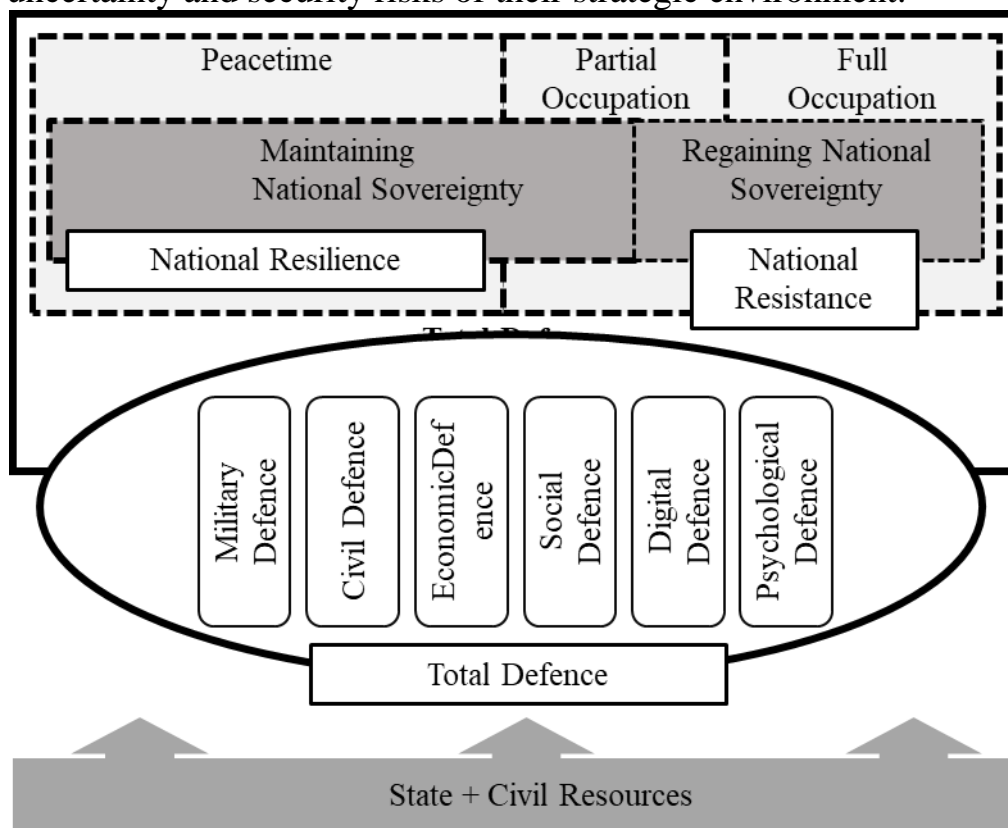 uncertainty and security risks of their strategic environment.
Peacetime
Partial
Occupation
Full
Occupation
Maintaining
National Sovereignty
Regaining National
Sovereignty
National Resilience
National
Resistance
Military
Defence
Civil Defence
EconomicDef
ence
Social
Defence
Digital
Defence
Psychological
Defence
Total Defence
State + Civil Resources